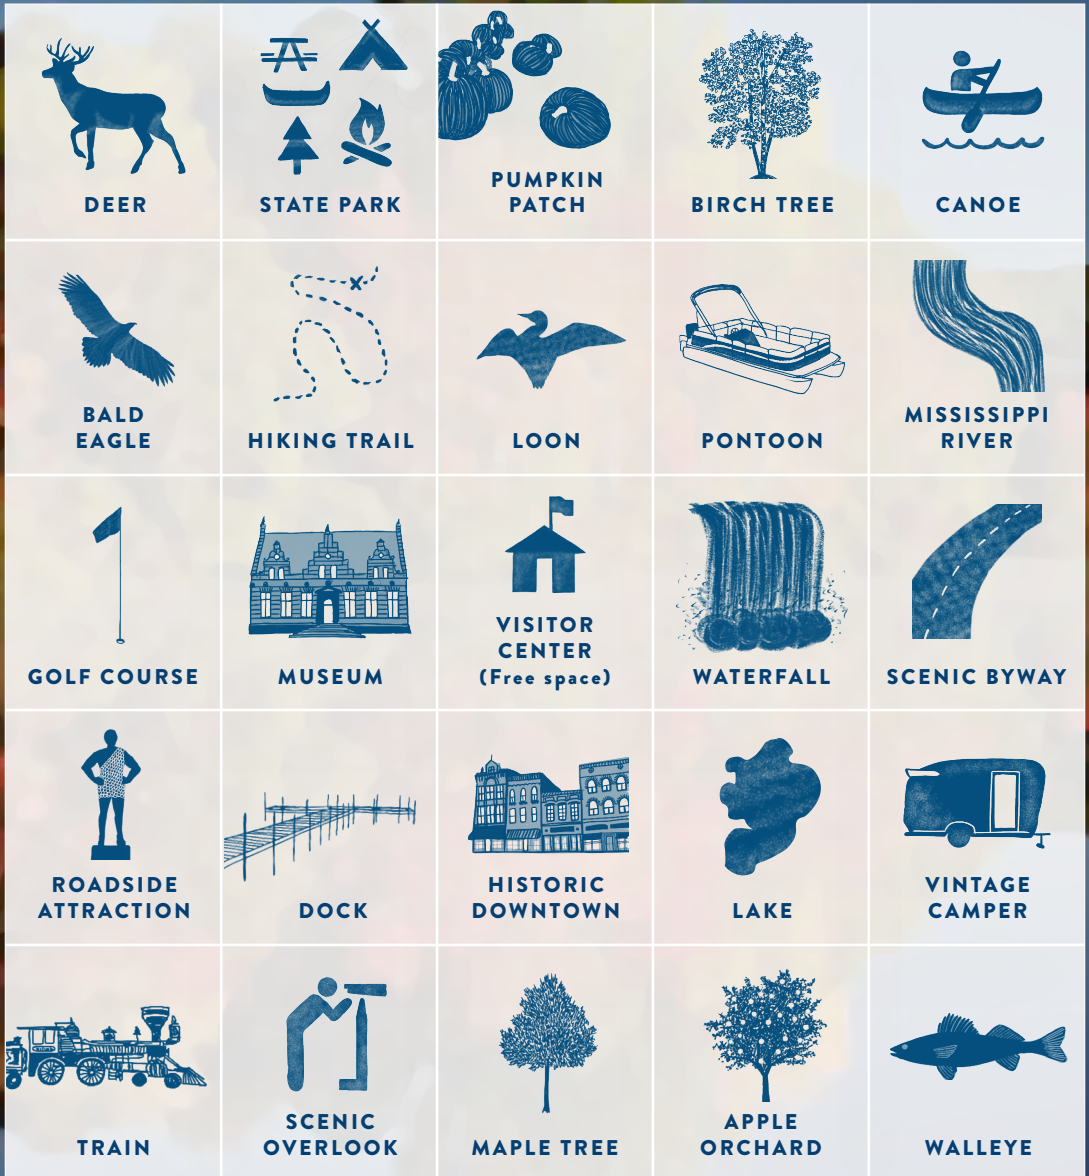 DEER
STATE PARK
PUMPKIN
PATCH
BIRCH TREE
CANOE
BALD
EAGLE
HIKING TRAIL
LOON
PONTOON
MISSISSIPPI
RIVER
GOLF COURSE
MUSEUM
VISITOR
CENTER
(Free space)
WATERFALL
SCENIC BYWAY
ROADSIDE
ATTRACTION
DOCK
HISTORIC
DOWNTOWN
LAKE
VINTAGE
CAMPER
TRAIN
SCENIC
OVERLOOK
MAPLE TREE
APPLE
ORCHARD
WALLEYE